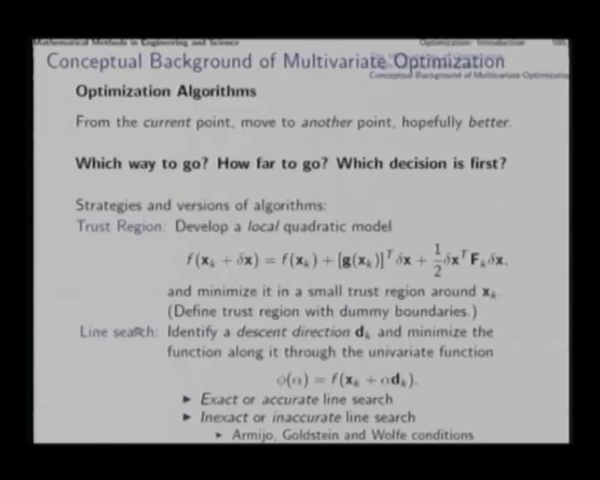 Mathematical Methods in Engineering and Science
Optimization: Introduction
Conceptual Background of Multivariate Optimization
Conceptual Background of Multivariate Optimizatio
Optimization Algorithms
From the current point, move to another point, hopefully better.
Which way to go? How far to go? Which decision is first?
Strategies and versions of algorithms:
Trust Region: Develop a local quadratic model
f(x_k + δx) = f(x_k) + [g(x_k)]^T δx + 1/2 δx^T F_k δx.
and minimize it in a small trust region around x_k.
(Define trust region with dummy boundaries.)
Line search: Identify a descent direction d_k and minimize the
function along it through the univariate function
φ(α) = f(x_k + αd_k).
► Exact or accurate line search
► Inexact or inaccurate line search
► Armijo, Goldstein and Wolfe conditions